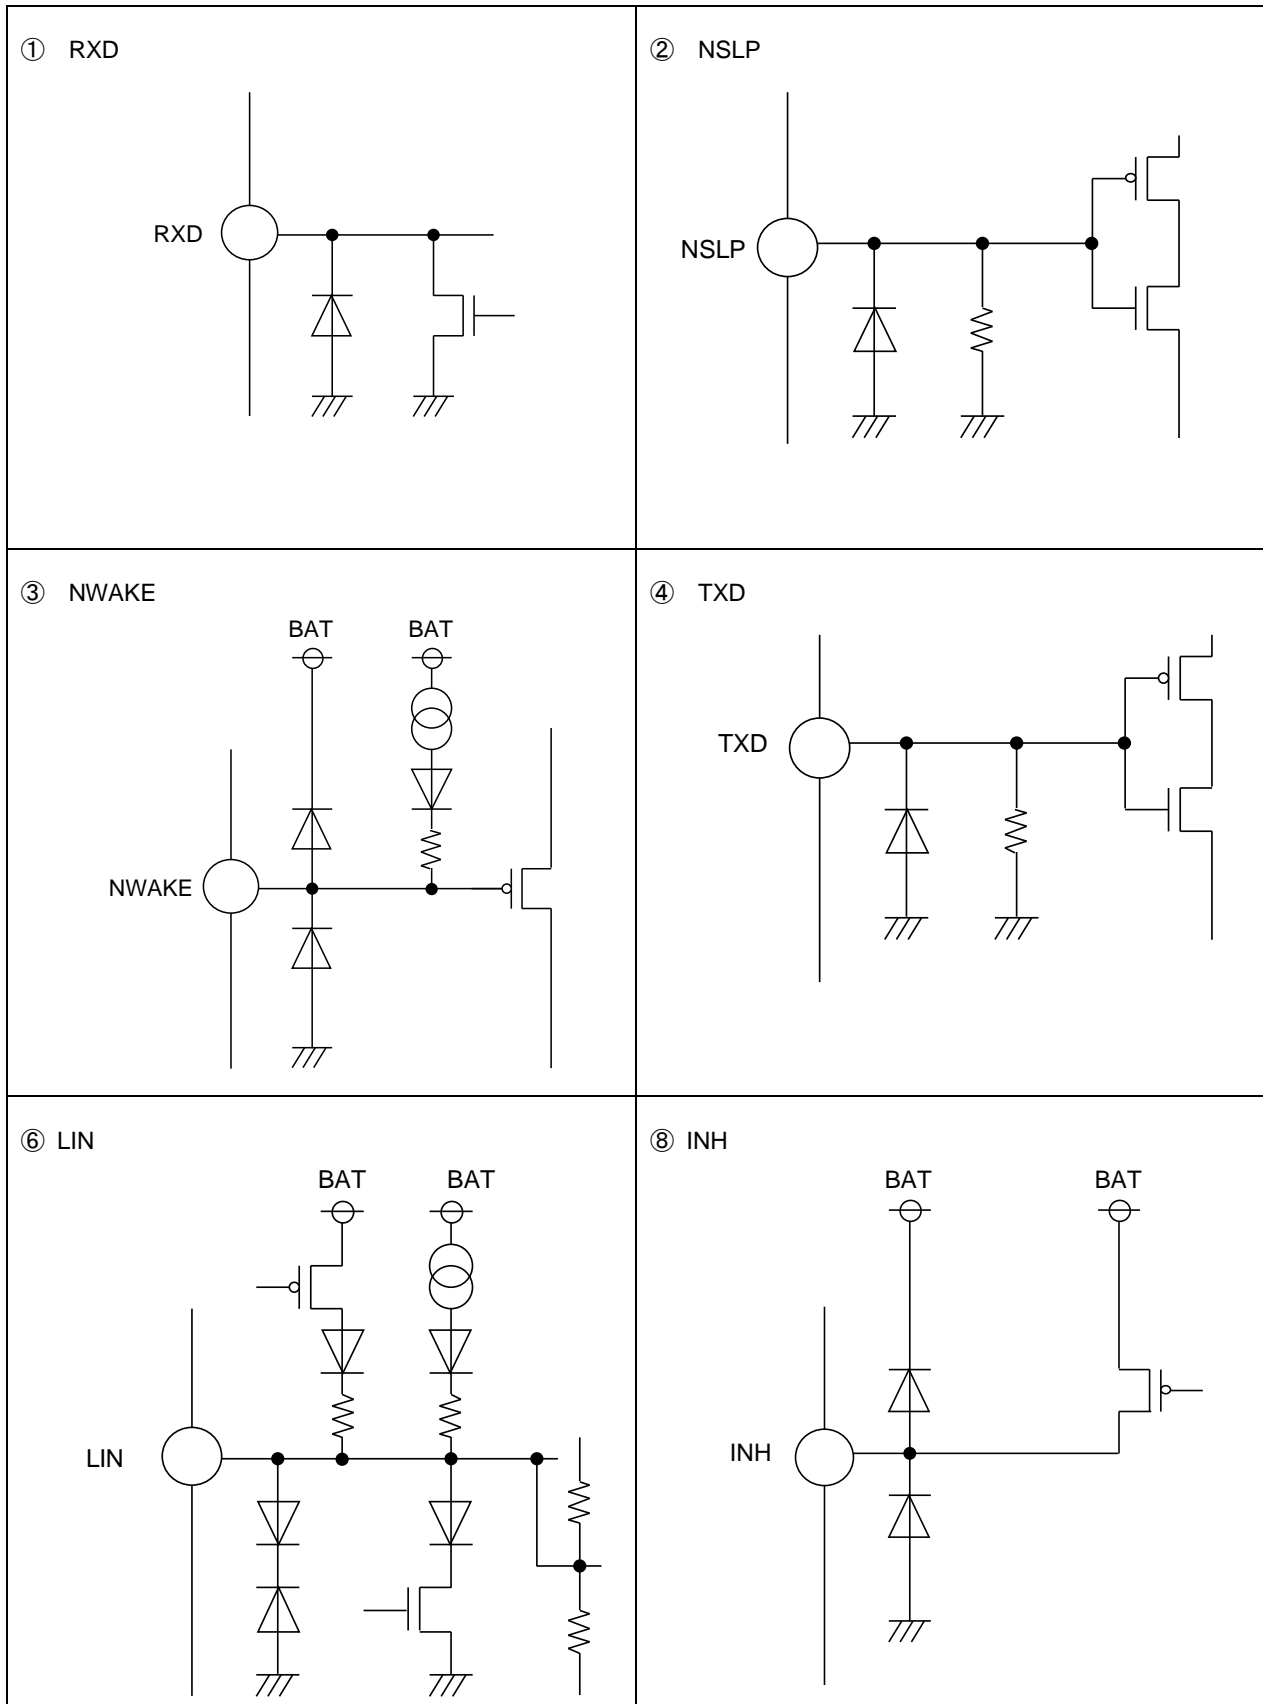 ① RXD
RXD
② NSLP
NSLP
③ NWAKE
BAT BAT
NWAKE
④ TXD
TXD
⑥ LIN
BAT BAT
LIN
⑧ INH
BAT BAT
INH